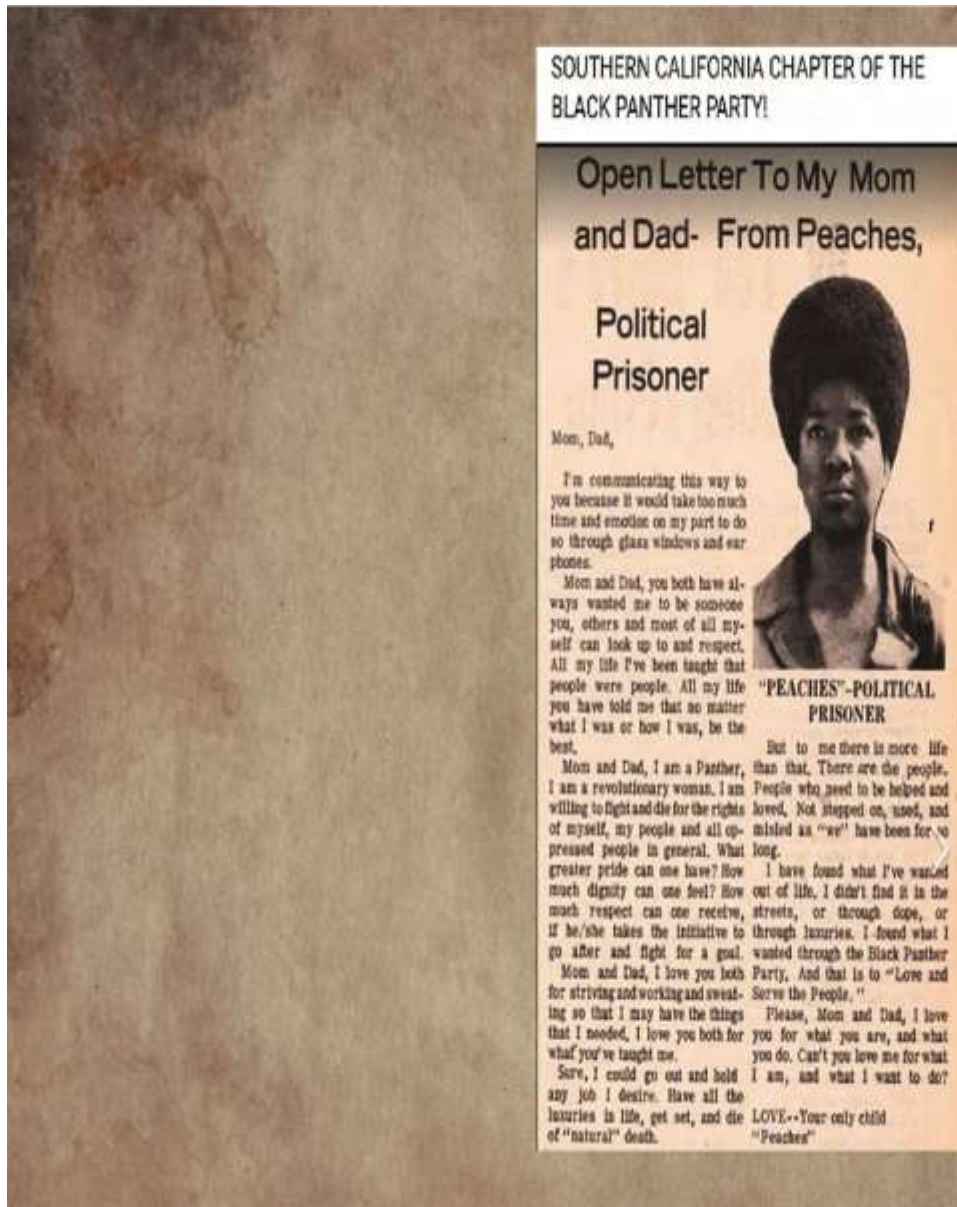 SOUTHERN CALIFORNIA CHAPTER OF THE
BLACK PANTHER PARTY!
Open Letter To My Mom
and Dad- From Peaches,
Political
Prisoner
Mom, Dad,
I'm communicating this way to
you because it would take too much
time and emotion on my part to do
so through glass windows and ear
phones.
Mom and Dad, you both have al-
ways wanted me to be someone
you, others and most of all my-
self can look up to and respect.
All my life I've been taught that
people were people. All my life
you have told me that no matter
what I was or how I was, be the
best.
Mom and Dad, I am a Panther,
I am a revolutionary woman. I am
willing to fight and die for the rights
of myself, my people and all op-
pressed people in general. What
greater pride can one have? How
much dignity can one feel? How
much respect can one receive,
if he/she takes the initiative to
go after and fight for a goal.
Mom and Dad, I love you both
for striving and working and sweat-
ing so that I may have the things
that I needed. I love you both for
what you've taught me.
Sure, I could go out and hold
any job I desire. Have all the
luxuries in life, get set, and die
of "natural" death.
"PEACHES"-POLITICAL
PRISONER
But to me there is more life
than that. There are the people.
People who need to be helped and
loved. Not stepped on, used, and
misled as "we" have been for so
long.
I have found what I've wanted
out of life. I didn't find it in the
streets, or through dope, or
through luxuries. I found what I
wanted through the Black Panther
Party. And that is to "Love and
Serve the People."
Please, Mom and Dad, I love
you for what you are, and what
you do. Can't you love me for what
I am, and what I want to do?
LOVE--Your only child
"Peaches"